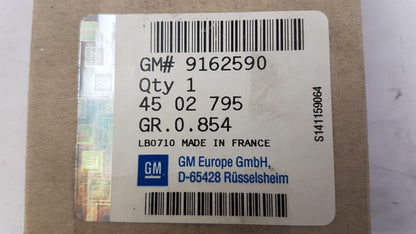 GM# 9162590
Qty 1
45 02 795
GR.0.854
LB0710 MADE IN FRANCE
GM
GM Europe GmbH,
D-65428 Rüsselsheim
S141159064